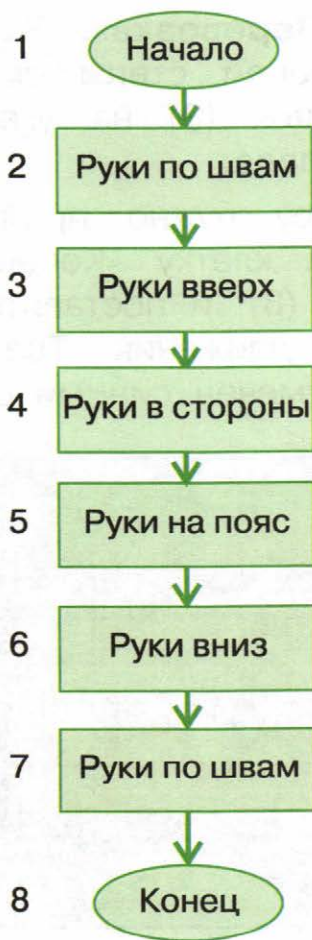 1 Начало
2 Руки по швам
3 Руки вверх
4 Руки в стороны
5 Руки на пояс
6 Руки вниз
7 Руки по швам
8 Конец